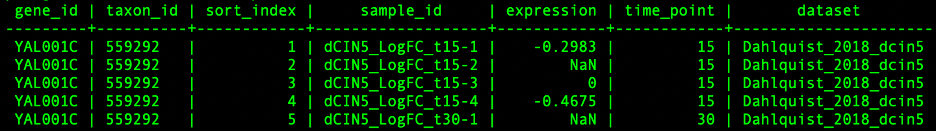 gene_id | taxon_id | sort_index | sample_id | expression | time_point | dataset
---------+----------+------------+------------------+------------+------------+----------------------
YAL001C | 559292 | 1 | dCIN5_LogFC_t15-1 | -0.2983 | 15 | Dahlquist_2018_dcin5
YAL001C | 559292 | 2 | dCIN5_LogFC_t15-2 | NaN | 15 | Dahlquist_2018_dcin5
YAL001C | 559292 | 3 | dCIN5_LogFC_t15-3 | 0 | 15 | Dahlquist_2018_dcin5
YAL001C | 559292 | 4 | dCIN5_LogFC_t15-4 | -0.4675 | 15 | Dahlquist_2018_dcin5
YAL001C | 559292 | 5 | dCIN5_LogFC_t30-1 | NaN | 30 | Dahlquist_2018_dcin5